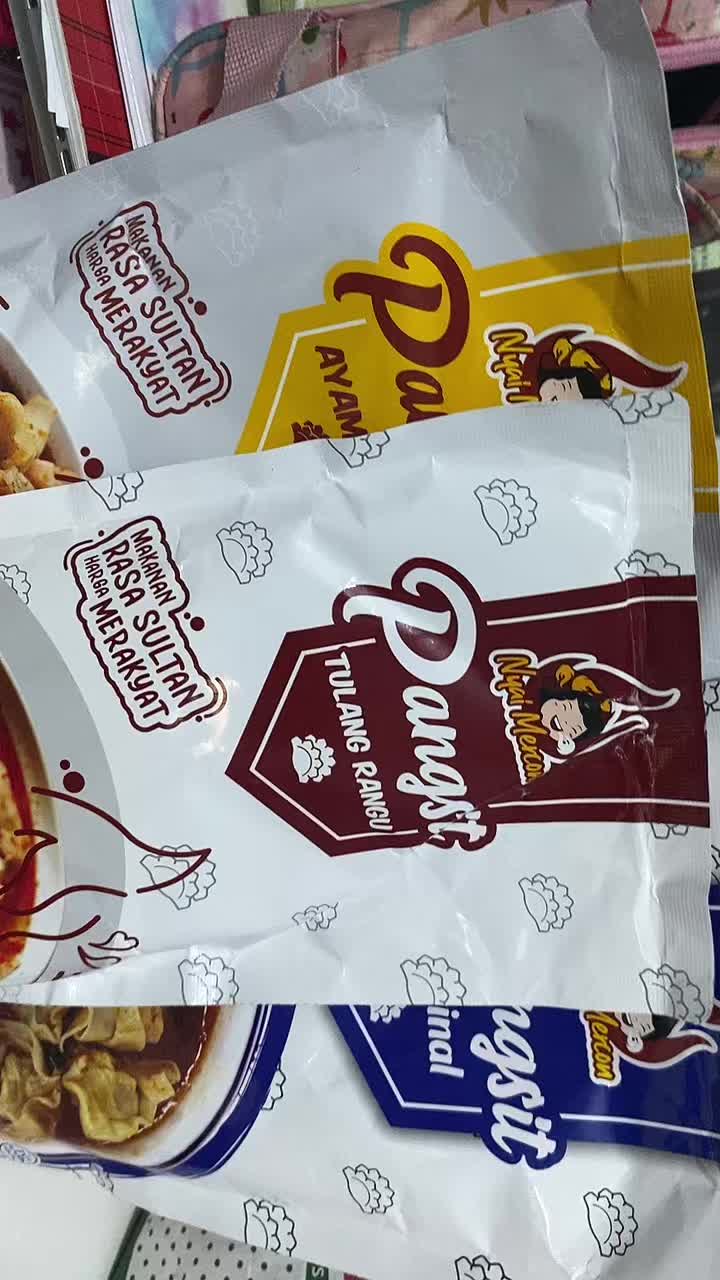 MAKANAN
RASA SULTAN
HARGA
MERAKYAT
Pa
AYAM
Nyai M
MAKANAN
RASA SULTAN
HARGA
MERAKYAT
Nyai Mercon
Pangsit
TULANG RANGU
Mercon
ngsit
imal